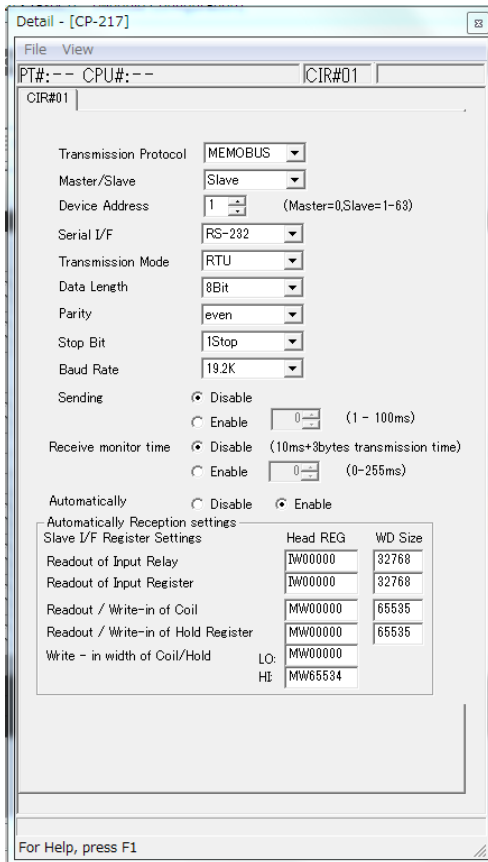 Detail - [CP-217]
File View
PT#:-- CPU#:-- CIR#01
CIR#01
Transmission Protocol MEMOBUS
Master/Slave Slave
Device Address 1 (Master=0,Slave=1-63)
Serial I/F RS-232
Transmission Mode RTU
Data Length 8Bit
Parity even
Stop Bit 1Stop
Baud Rate 19.2K
Sending Disable
Enable 0 (1 - 100ms)
Receive monitor time Disable (10ms+3bytes transmission time)
Enable 0 (0-255ms)
Automatically Disable Enable
Automatically Reception settings
Slave I/F Register Settings Head REG WD Size
Readout of Input Relay IW00000 32768
Readout of Input Register IW00000 32768
Readout / Write-in of Coil MW00000 65535
Readout / Write-in of Hold Register MW00000 65535
Write - in width of Coil/Hold LO: MW00000
HI: MW65534
For Help, press F1